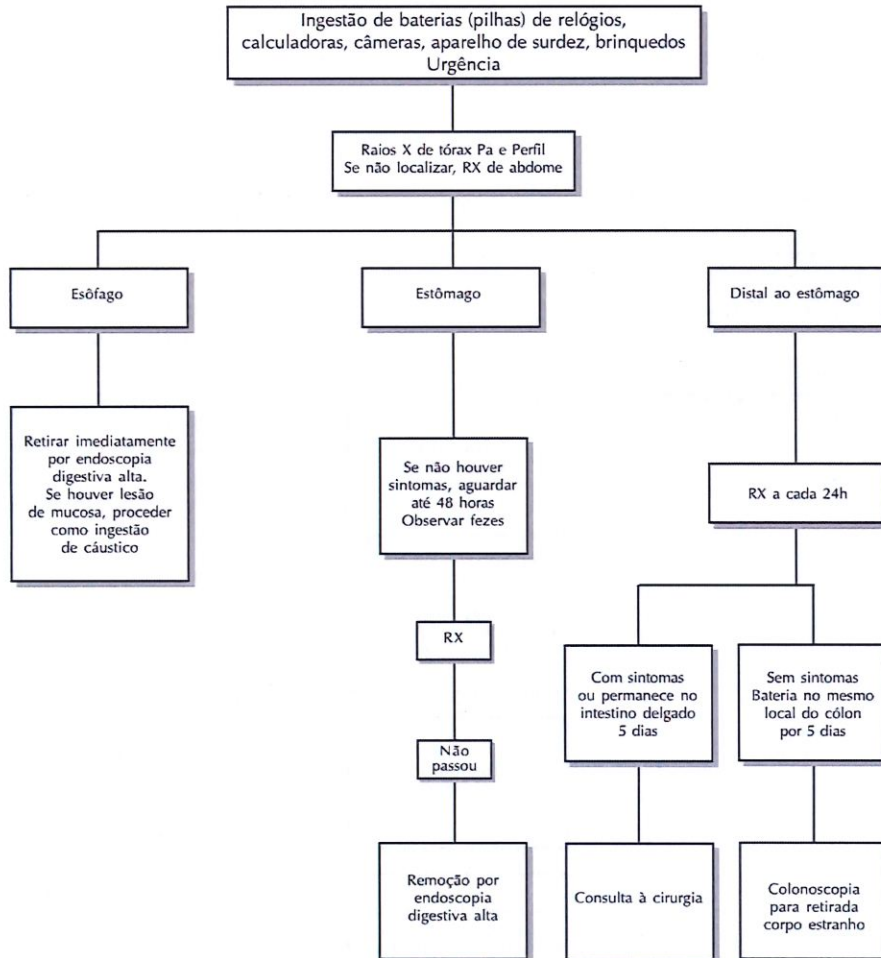 Ingestão de baterias (pilhas) de relógios,
calculadoras, câmeras, aparelho de surdez, brinquedos
Urgência
Raios X de tórax Pa e Perfil
Se não localizar, RX de abdome
Esôfago
Estômago
Distal ao estômago
Retirar imediatamente
por endoscopia
digestiva alta.
Se houver lesão
de mucosa, proceder
como ingestão
de cáustico
Se não houver
sintomas, aguardar
até 48 horas
Observar fezes
RX a cada 24h
RX
Com sintomas
ou permanece no
intestino delgado
5 dias
Sem sintomas
Bateria no mesmo
local do cólon
por 5 dias
Não
passou
Remoção por
endoscopia
digestiva alta
Consulta à cirurgia
Colonoscopia
para retirada
corpo estranho